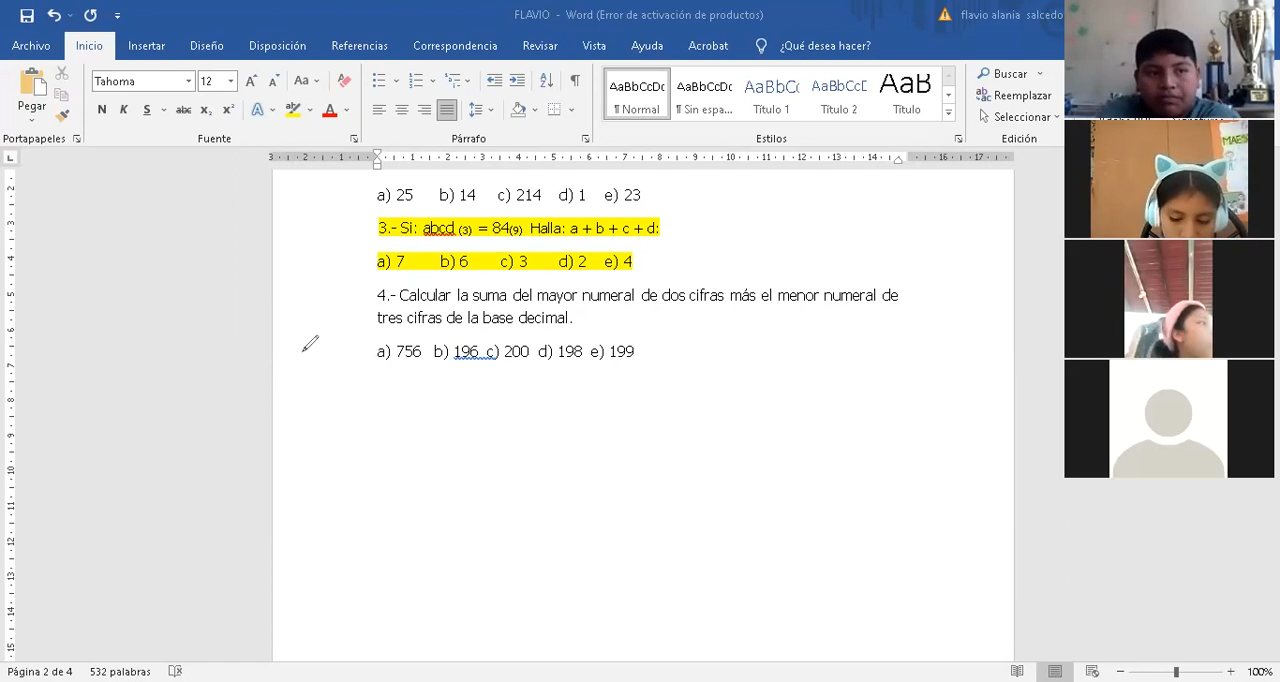 FLAVIO - Word (Error de activación de productos)
flavio alania salcedo
Archivo Inicio Insertar Diseño Disposición Referencias Correspondencia Revisar Vista Ayuda Acrobat ¿Qué desea hacer?
Pegar
Tahoma 12
AaBbCcDc AaBbCcDc AaBbCc AaBbCcD AaB
¶ Normal ¶ Sin espa... Título 1 Título 2 Título
Buscar
Reemplazar
Seleccionar
Portapapeles Fuente Párrafo Estilos Edición
a) 25 b) 14 c) 214 d) 1 e) 23
3.- Si: abcd (3) = 84(9) Halla: a + b + c + d:
a) 7 b) 6 c) 3 d) 2 e) 4
4.- Calcular la suma del mayor numeral de dos cifras más el menor numeral de
tres cifras de la base decimal.
a) 756 b) 196 c) 200 d) 198 e) 199
Página 2 de 4 532 palabras
100%